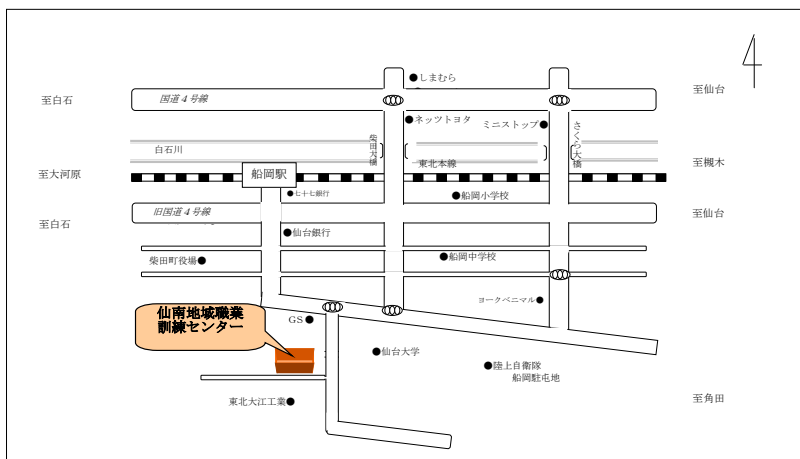 しまむら
至白石
国道４号線
至仙台
ネッツトヨタ
ミニストップ
柴田大橋
さくら大橋
白石川
東北本線
至大河原
船岡駅
至槻木
七十七銀行
船岡小学校
旧国道４号線
至仙台
至白石
仙台銀行
柴田町役場
船岡中学校
ヨークベニマル
仙南地域職業
訓練センター
GS
仙台大学
陸上自衛隊
船岡駐屯地
東北大江工業
至角田